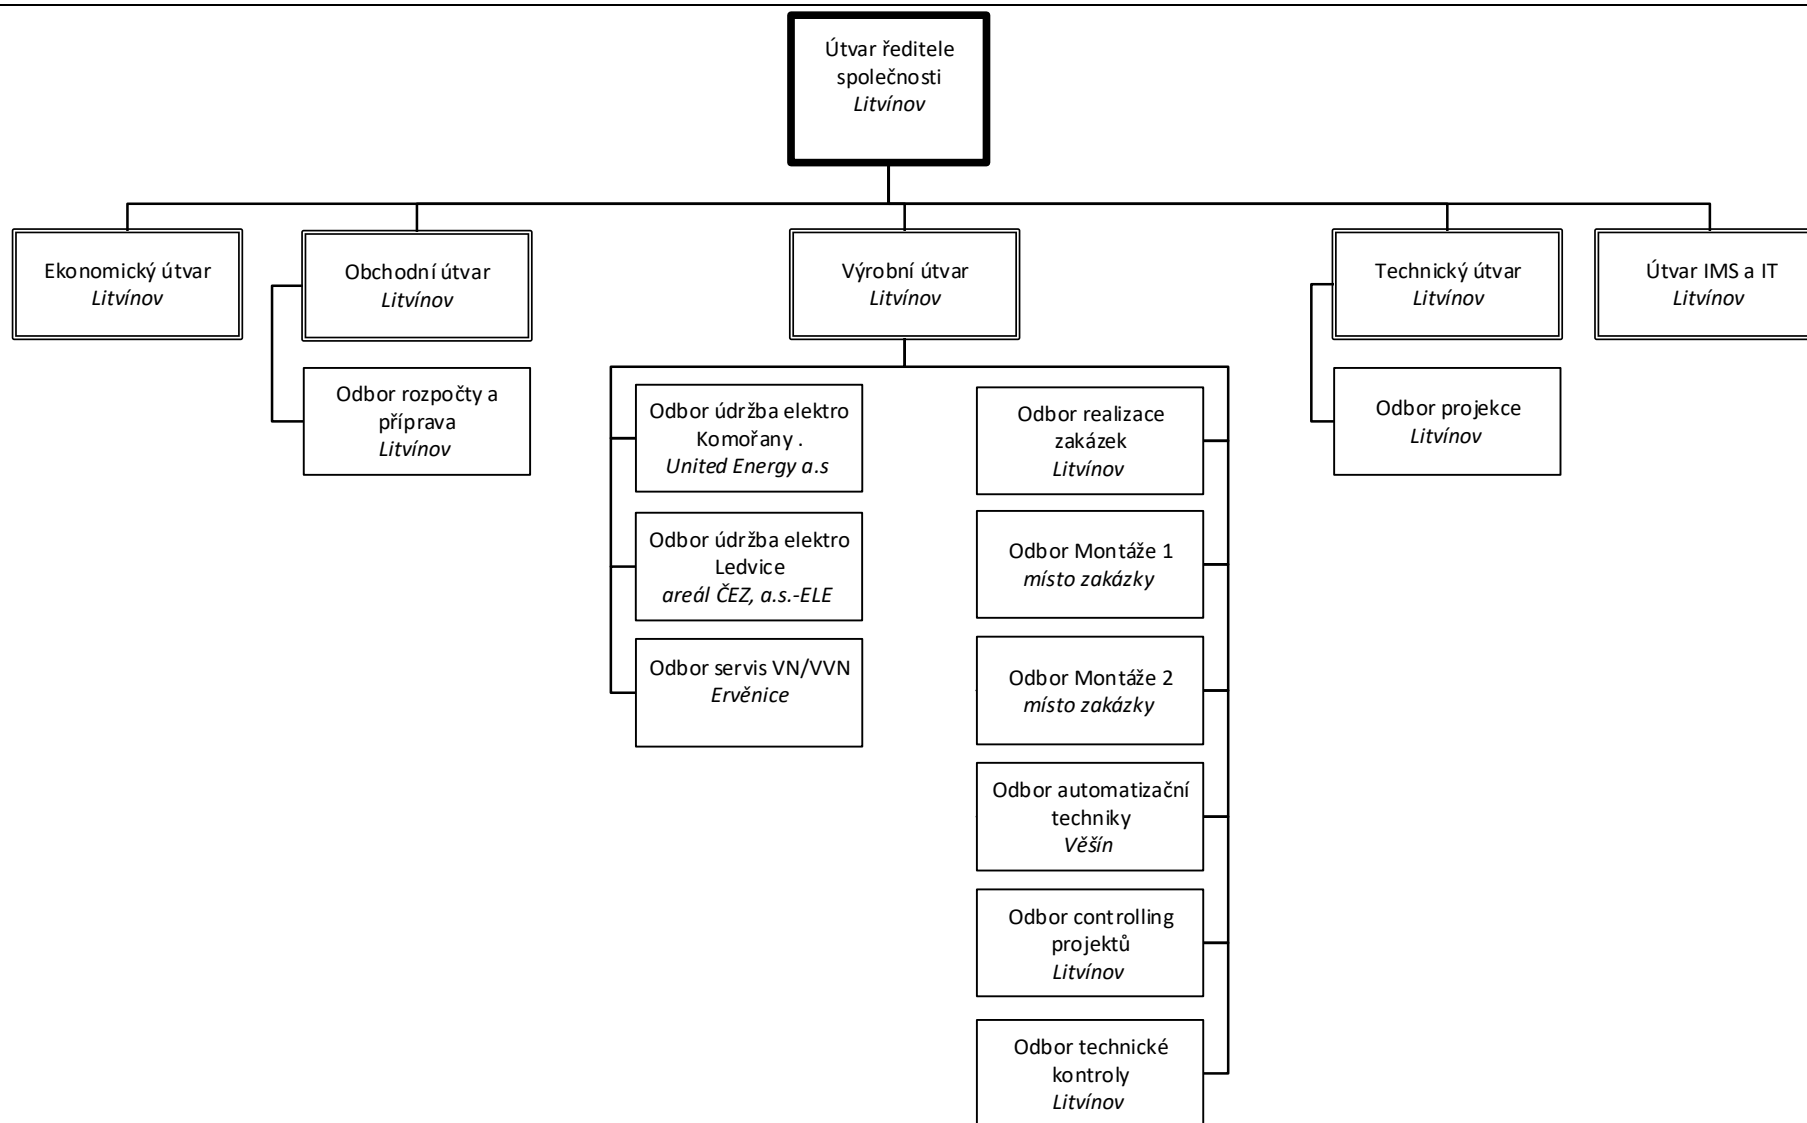 Útvar ředitele
společnosti
Litvínov
Ekonomický útvar
Litvínov
Obchodní útvar
Litvínov
Výrobní útvar
Litvínov
Technický útvar
Litvínov
Útvar IMS a IT
Litvínov
Odbor rozpočty a
příprava
Litvínov
Odbor údržba elektro
Komořany .
United Energy a.s
Odbor údržba elektro
Ledvice
areál ČEZ, a.s.-ELE
Odbor servis VN/VVN
Ervěnice
Odbor realizace
zakázek
Litvínov
Odbor Montáže 1
místo zakázky
Odbor Montáže 2
místo zakázky
Odbor automatizační
techniky
Věšín
Odbor controlling
projektů
Litvínov
Odbor technické
kontroly
Litvínov
Odbor projekce
Litvínov